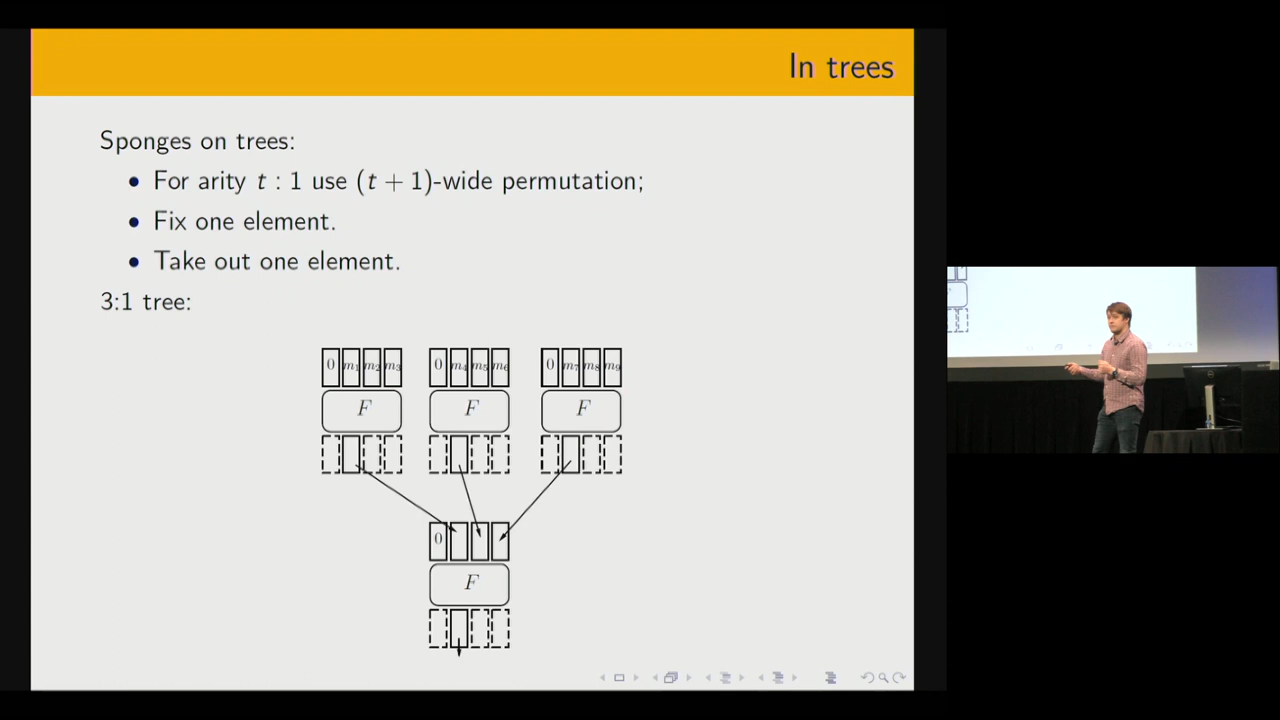 In trees
Sponges on trees:
• For arity t : 1 use (t + 1)-wide permutation;
• Fix one element.
• Take out one element.
3:1 tree:
0 m₁ m₂ m₃ 0 m₄ m₅ m₆ 0 m₇ m₈ m₉
F F F
0
F